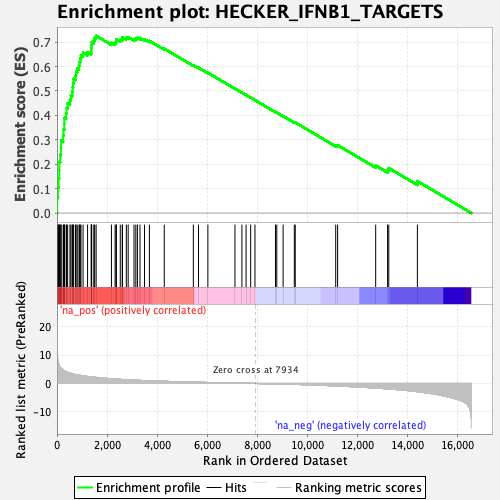 Enrichment plot: HECKER_IFNB1_TARGETS
Enrichment score (ES)
0.7
0.6
0.5
0.4
0.3
0.2
0.1
0.0
'na_pos' (positively correlated)
Ranked list metric (PreRanked)
20
10
0
-10
Zero cross at 7934
'na_neg' (negatively correlated)
0 2,000 4,000 6,000 8,000 10,000 12,000 14,000 16,000
Rank in Ordered Dataset
Enrichment profile Hits Ranking metric scores